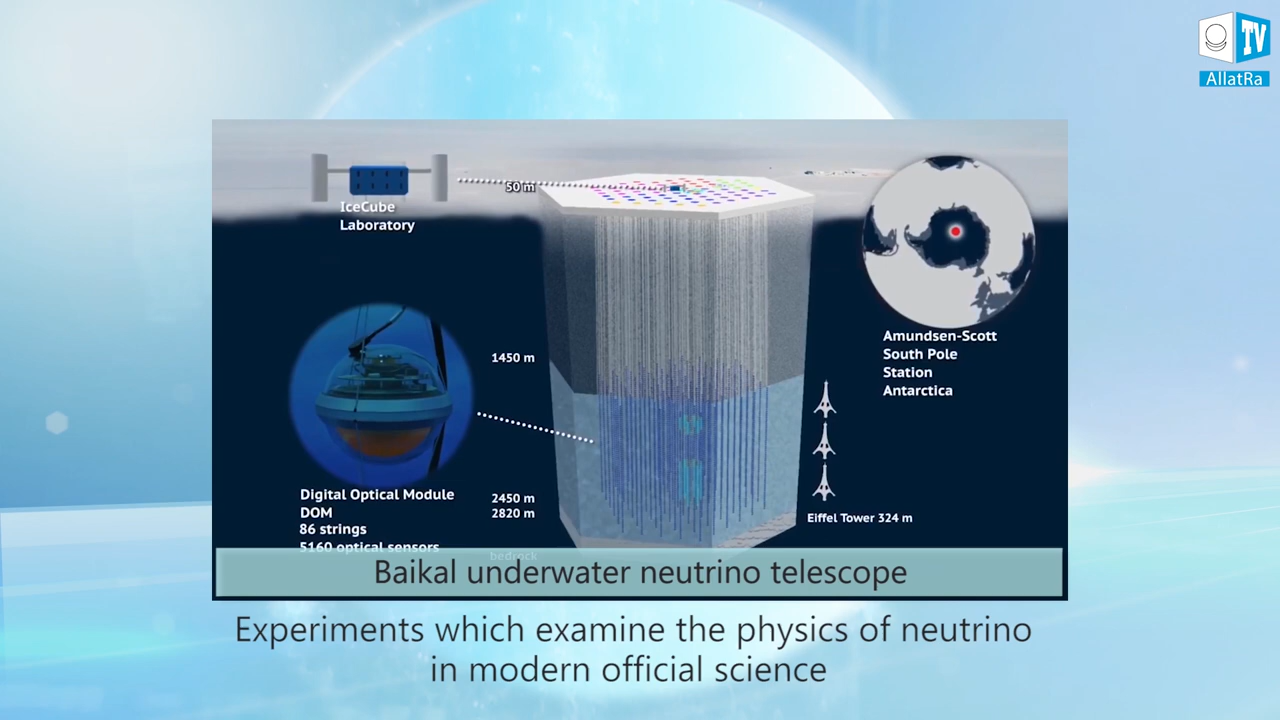 TV
AllatRa
IceCube
Laboratory
50 m
Amundsen-Scott
South Pole
Station
Antarctica
1450 m
Digital Optical Module
DOM
86 strings
5160 optical sensors
2450 m
2820 m
bedrock
Eiffel Tower 324 m
Baikal underwater neutrino telescope
Experiments which examine the physics of neutrino
in modern official science